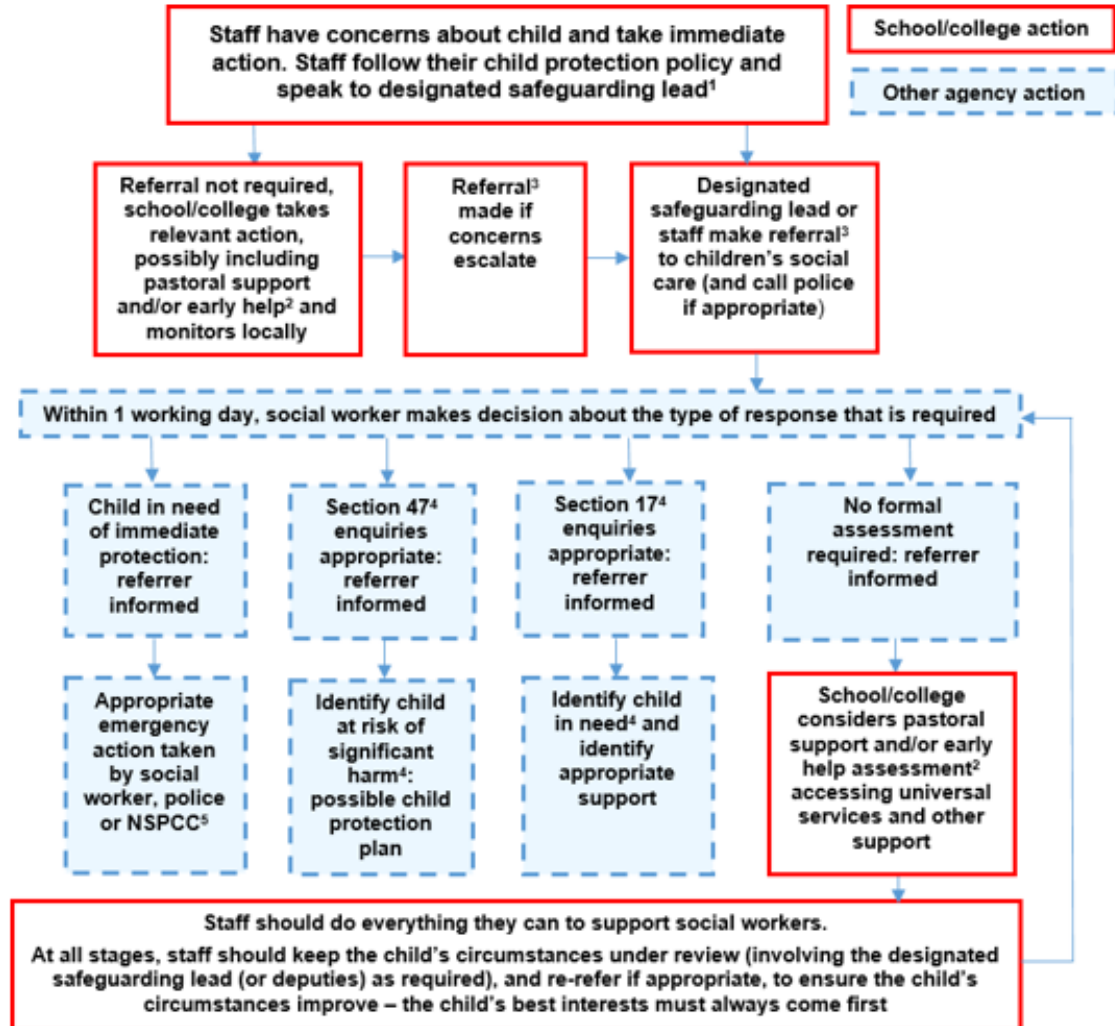 Staff have concerns about child and take immediate
action. Staff follow their child protection policy and
speak to designated safeguarding lead¹
School/college action
Other agency action
Referral not required,
school/college takes
relevant action,
possibly including
pastoral support
and/or early help² and
monitors locally
Referral³
made if
concerns
escalate
Designated
safeguarding lead or
staff make referral³
to children's social
care (and call police
if appropriate)
Within 1 working day, social worker makes decision about the type of response that is required
Child in need
of immediate
protection:
referrer
informed
Section 47⁴
enquiries
appropriate:
referrer
informed
Section 17⁴
enquiries
appropriate:
referrer
informed
No formal
assessment
required: referrer
informed
Appropriate
emergency
action taken
by social
worker, police
or NSPCC⁵
Identify child
at risk of
significant
harm⁴:
possible child
protection
plan
Identify child
in need⁴ and
identify
appropriate
support
School/college
considers pastoral
support and/or early
help assessment²
accessing universal
services and other
support
Staff should do everything they can to support social workers.
At all stages, staff should keep the child's circumstances under review (involving the designated
safeguarding lead (or deputies) as required), and re-refer if appropriate, to ensure the child's
circumstances improve – the child's best interests must always come first